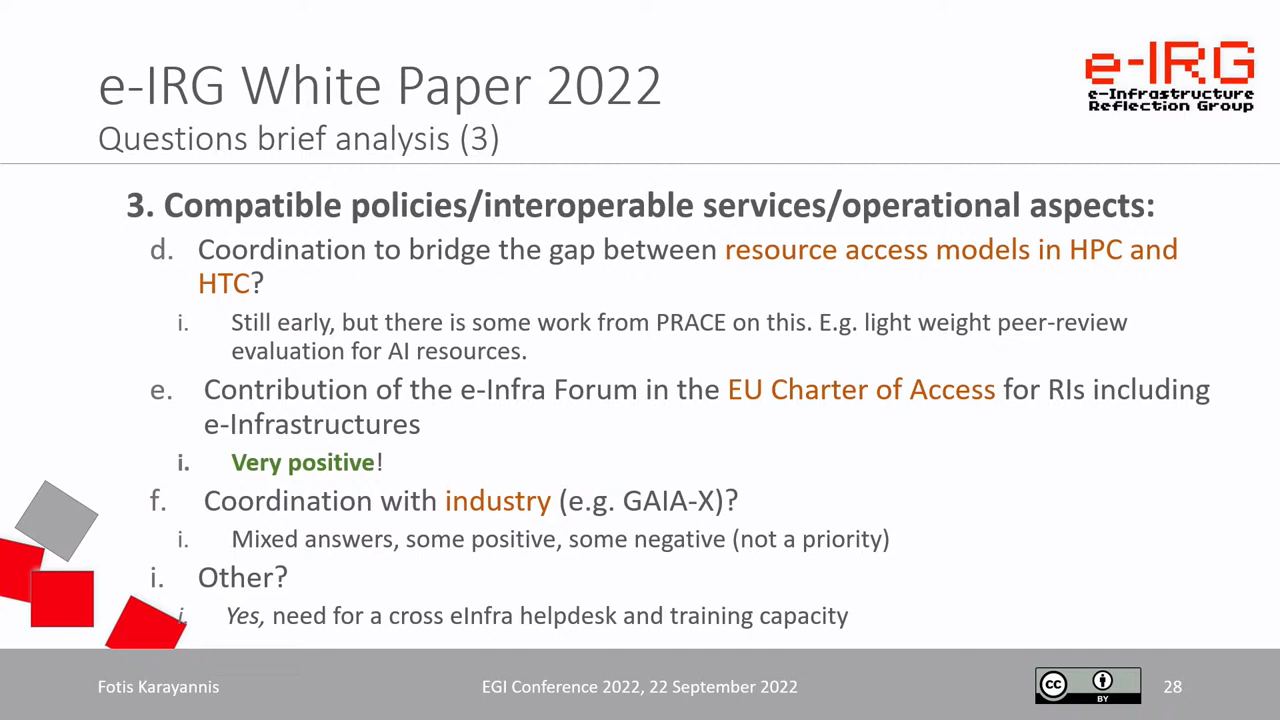 e-IRG White Paper 2022
Questions brief analysis (3)
e-IRG
e-Infrastructure
Reflection Group
3. Compatible policies/interoperable services/operational aspects:
d. Coordination to bridge the gap between resource access models in HPC and
HTC?
i. Still early, but there is some work from PRACE on this. E.g. light weight peer-review
evaluation for AI resources.
e. Contribution of the e-Infra Forum in the EU Charter of Access for RIs including
e-Infrastructures
i. Very positive!
f. Coordination with industry (e.g. GAIA-X)?
i. Mixed answers, some positive, some negative (not a priority)
i. Other?
i. Yes, need for a cross eInfra helpdesk and training capacity
Fotis Karayannis
EGI Conference 2022, 22 September 2022
CC
BY
28